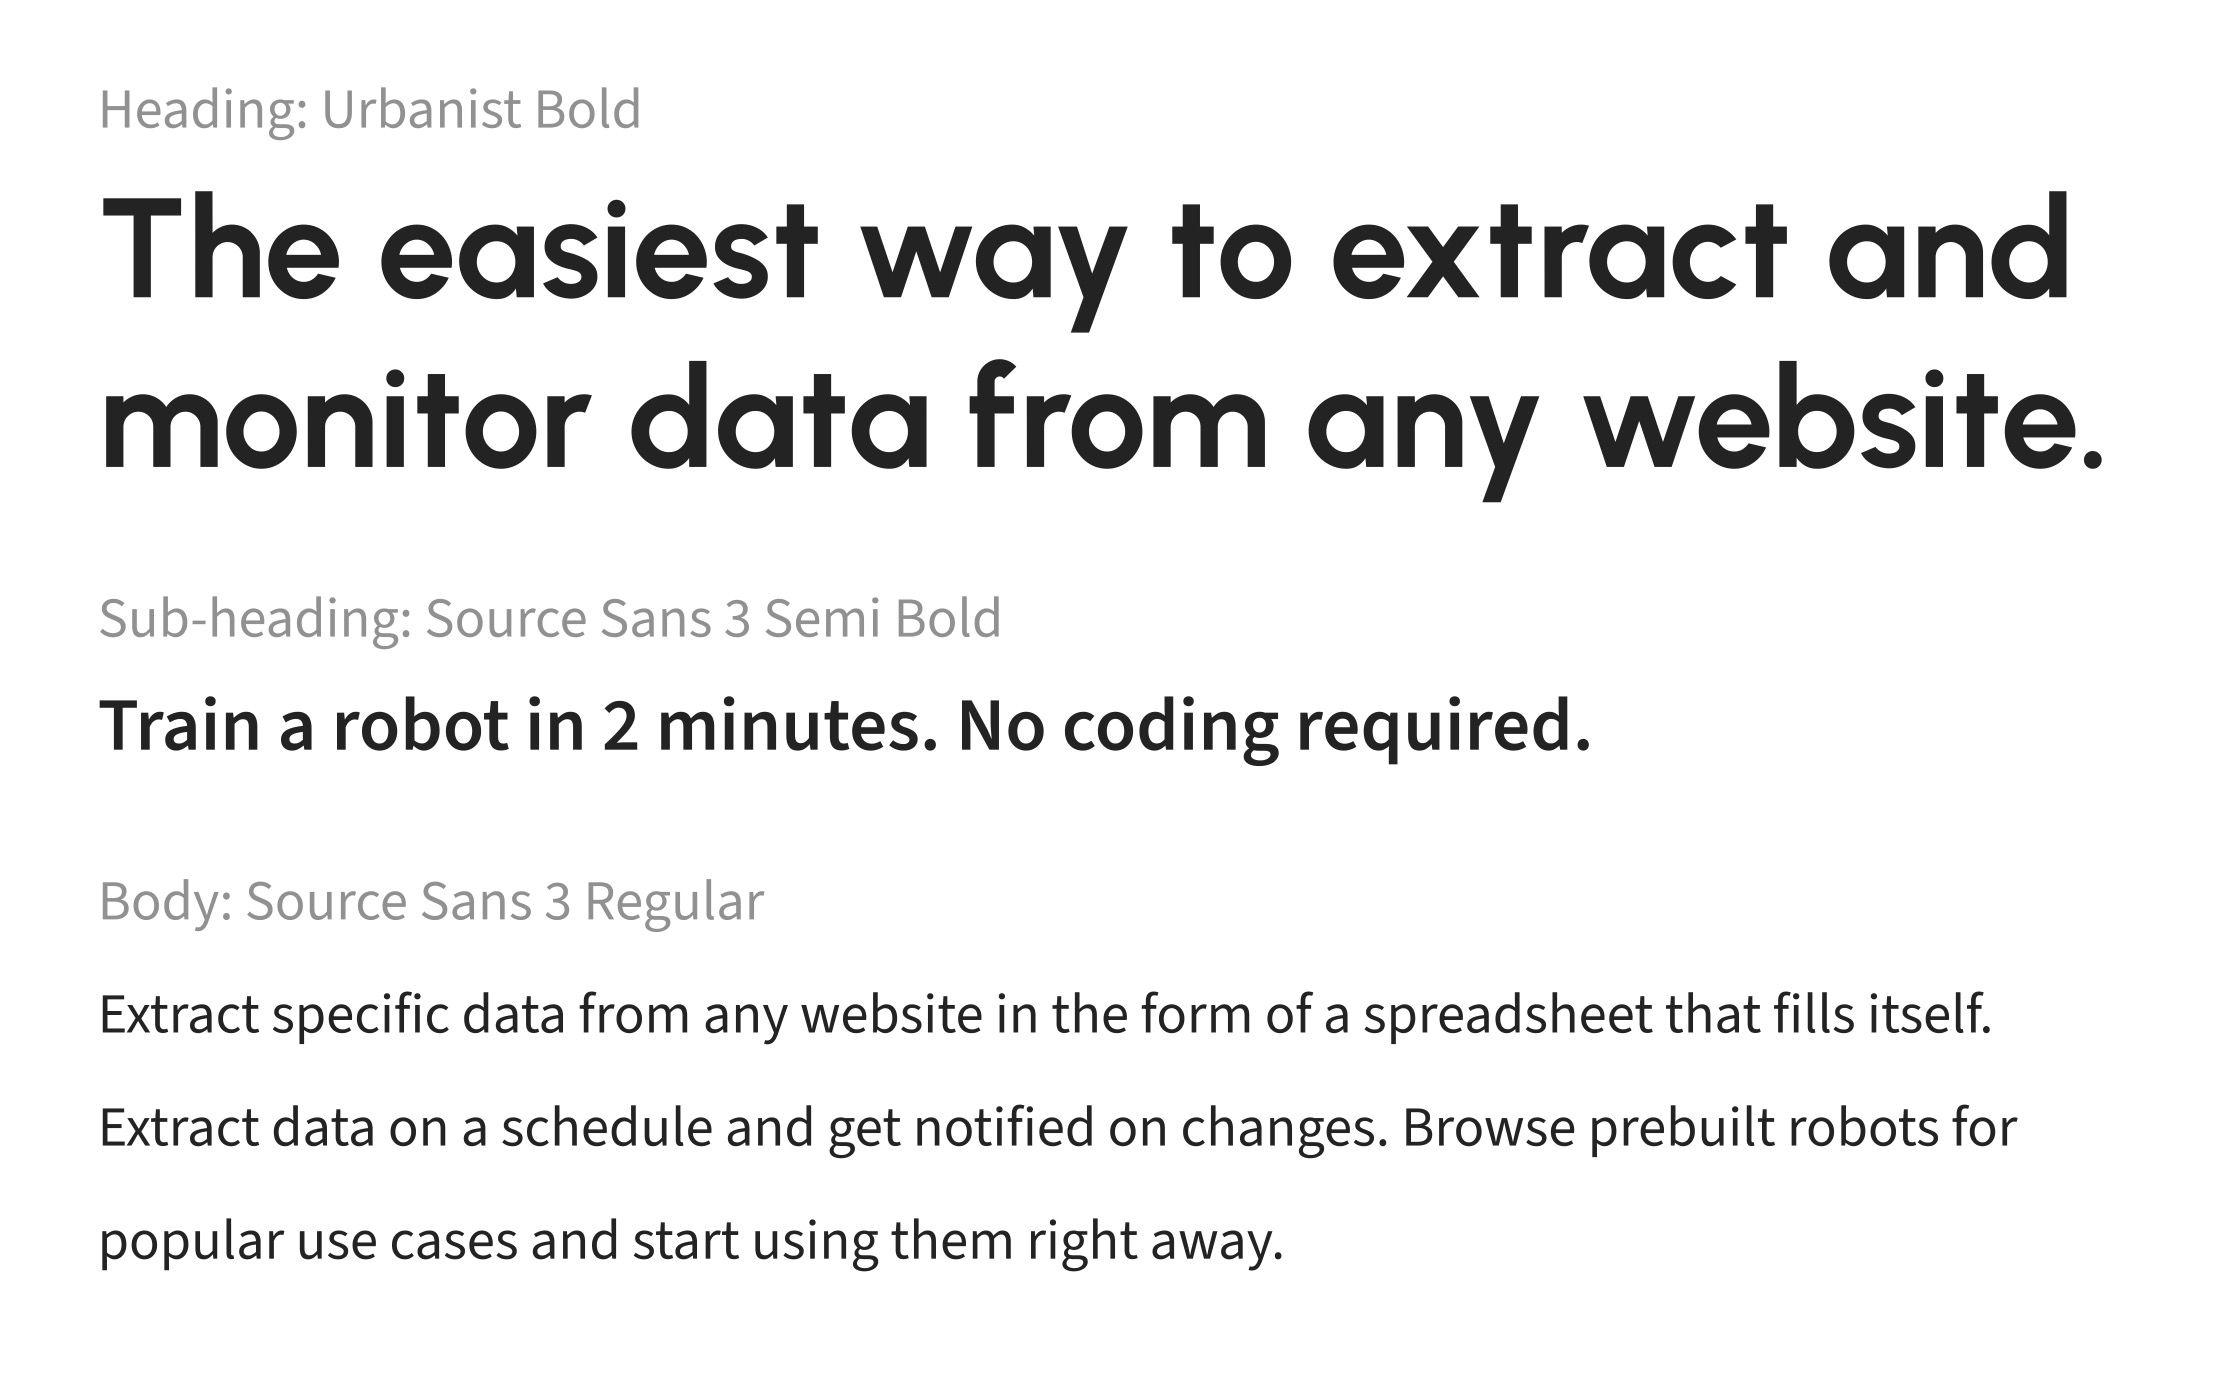 Heading: Urbanist Bold
The easiest way to extract and
monitor data from any website.
Sub-heading: Source Sans 3 Semi Bold
Train a robot in 2 minutes. No coding required.
Body: Source Sans 3 Regular
Extract specific data from any website in the form of a spreadsheet that fills itself.
Extract data on a schedule and get notified on changes. Browse prebuilt robots for
popular use cases and start using them right away.